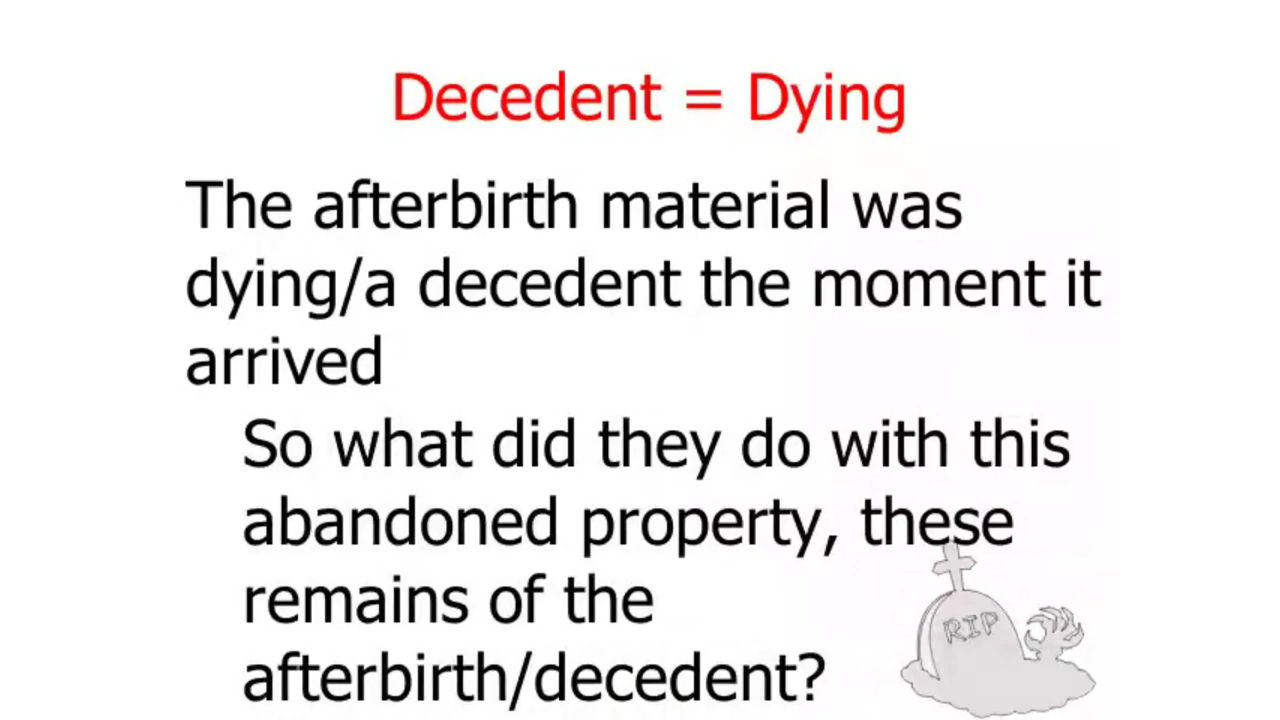 Decedent = Dying
The afterbirth material was
dying/a decedent the moment it
arrived
So what did they do with this
abandoned property, these
remains of the
afterbirth/decedent?
RIP